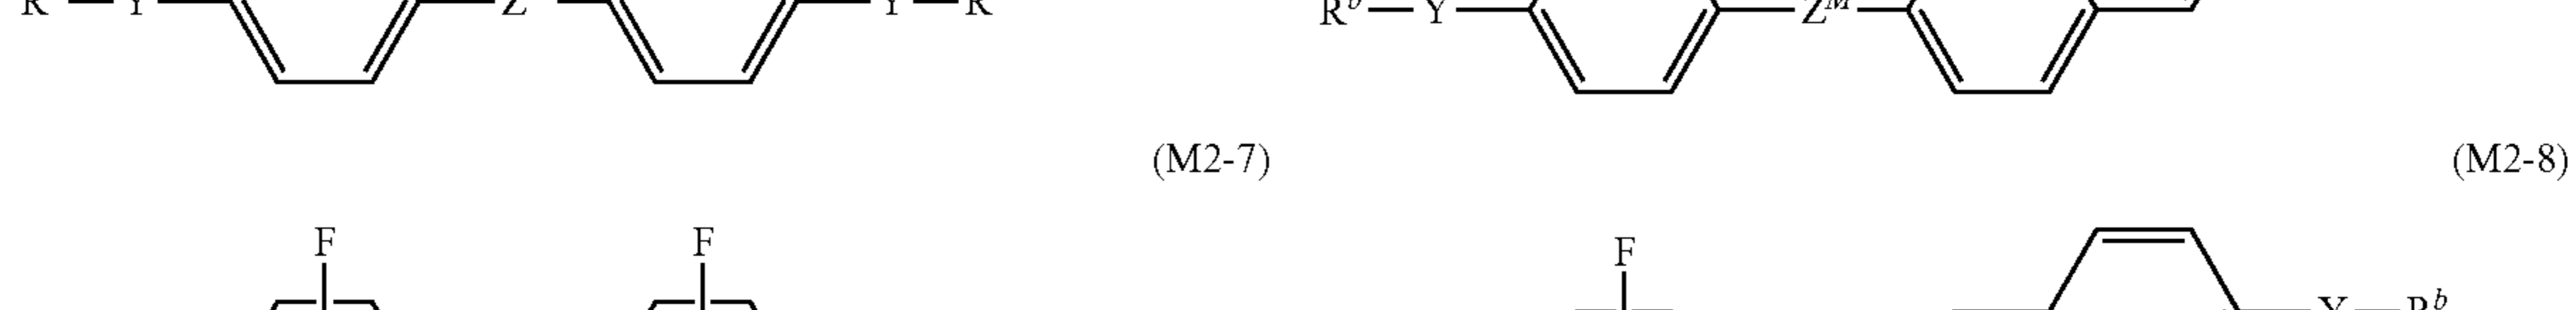 R Y Z Y R
R^b Y Z^M
(M2-7)
(M2-8)
F F
F
Y R^b